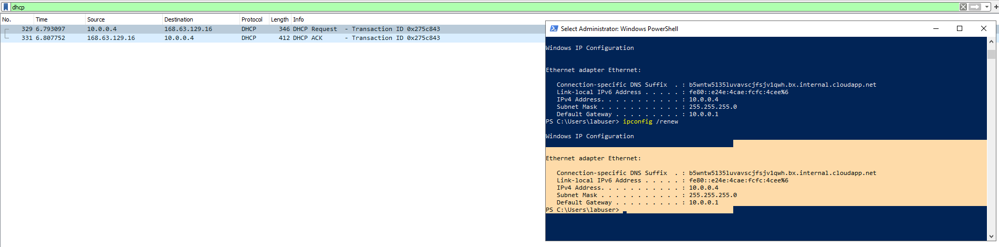 dhcp
No. Time Source Destination Protocol Length Info
329 6.793097 10.0.0.4 168.63.129.16 DHCP 346 DHCP Request - Transaction ID 0x275c843
331 6.807752 168.63.129.16 10.0.0.4 DHCP 412 DHCP ACK - Transaction ID 0x275c843
Select Administrator: Windows PowerShell
Windows IP Configuration
Ethernet adapter Ethernet:
Connection-specific DNS Suffix . : b5wntw5135luvavscjfsjv1qwh.bx.internal.cloudapp.net
Link-local IPv6 Address . . . . . : fe80::e24e:4cae:fcfc:4cee%6
IPv4 Address. . . . . . . . . . . : 10.0.0.4
Subnet Mask . . . . . . . . . . . : 255.255.255.0
Default Gateway . . . . . . . . . : 10.0.0.1
PS C:\Users\labuser> ipconfig /renew
Windows IP Configuration
Ethernet adapter Ethernet:
Connection-specific DNS Suffix . : b5wntw5135luvavscjfsjv1qwh.bx.internal.cloudapp.net
Link-local IPv6 Address . . . . . : fe80::e24e:4cae:fcfc:4cee%6
IPv4 Address. . . . . . . . . . . : 10.0.0.4
Subnet Mask . . . . . . . . . . . : 255.255.255.0
Default Gateway . . . . . . . . . : 10.0.0.1
PS C:\Users\labuser>